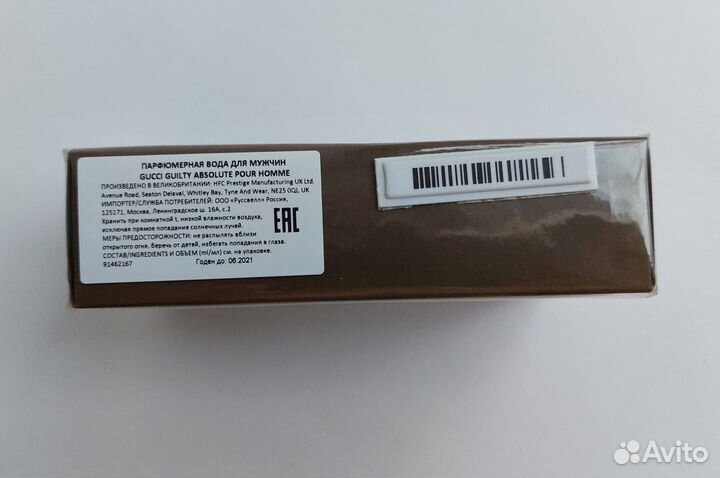 ПАРФЮМЕРНАЯ ВОДА ДЛЯ МУЖЧИН
GUCCI GUILTY ABSOLUTE POUR HOMME
ПРОИЗВЕДЕНО В ВЕЛИКОБРИТАНИИ: HFC Prestige Manufacturing UK Ltd.
Avenue Road, Seaton Delaval, Whitley Bay, Tyne And Wear, NE25 0QJ, UK
ИМПОРТЕР/СЛУЖБА ПОТРЕБИТЕЛЕЙ: ООО «Руссвелл» Россия,
125171, Москва, Ленинградское ш. 16А, с.2
Хранить при комнатной t, низкой влажности воздуха,
исключая прямое попадание солнечных лучей.
МЕРЫ ПРЕДОСТОРОЖНОСТИ: не распылять вблизи
открытого огня, беречь от детей, избегать попадания в глаза.
СОСТАВ/INGREDIENTS И ОБЪЕМ (ml/мл) см. на упаковке.
91462167
Годен до: 06.2021
EAC
Avito